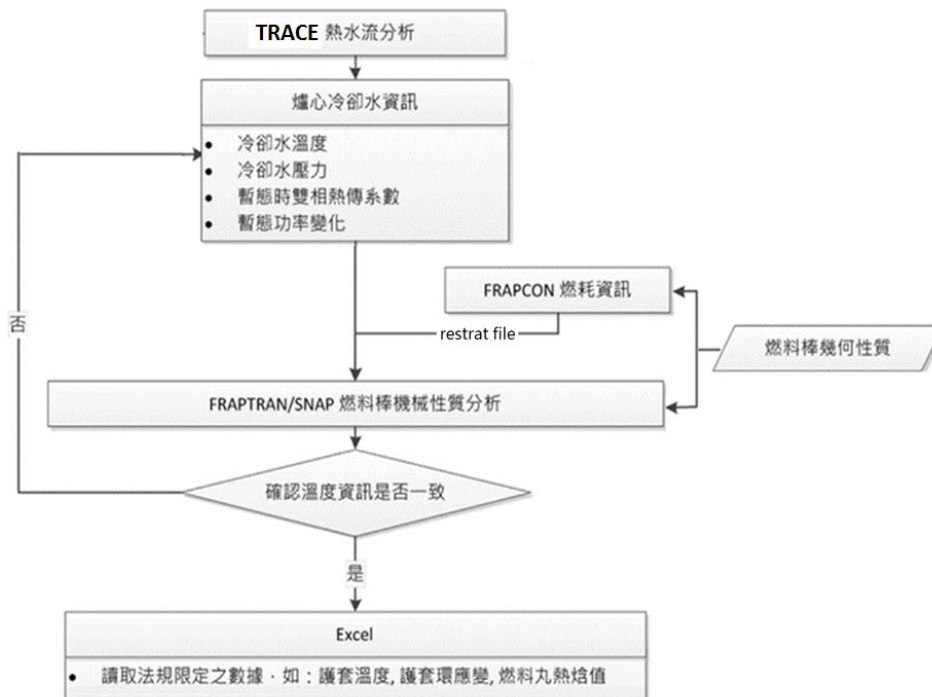 TRACE 熱水流分析
爐心冷卻水資訊
• 冷卻水溫度
• 冷卻水壓力
• 暫態時雙相熱傳系數
• 暫態功率變化
FRAPCON 燃耗資訊
restrat file
燃料棒幾何性質
否
FRAPTRAN/SNAP 燃料棒機械性質分析
確認溫度資訊是否一致
是
Excel
• 讀取法規限定之數據，如：護套溫度, 護套環應變, 燃料丸熱焓值